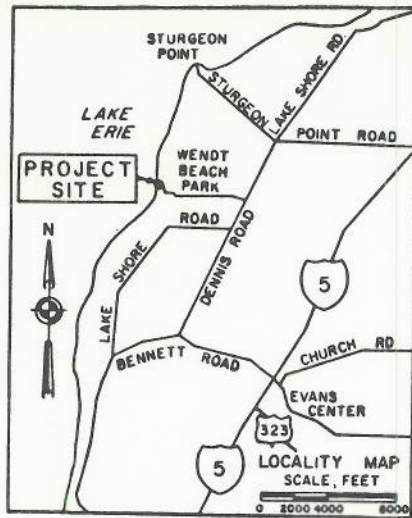 STURGEON
POINT
LAKE SHORE RD.
STURGEON
POINT ROAD
LAKE
ERIE
WENDT
BEACH
PARK
PROJECT
SITE
ROAD
SHORE
LAKE
N
DENNIS ROAD
5
BENNETT ROAD
CHURCH RD
EVANS
CENTER
323
5
LOCALITY MAP
SCALE, FEET
0 2000 4000 8000